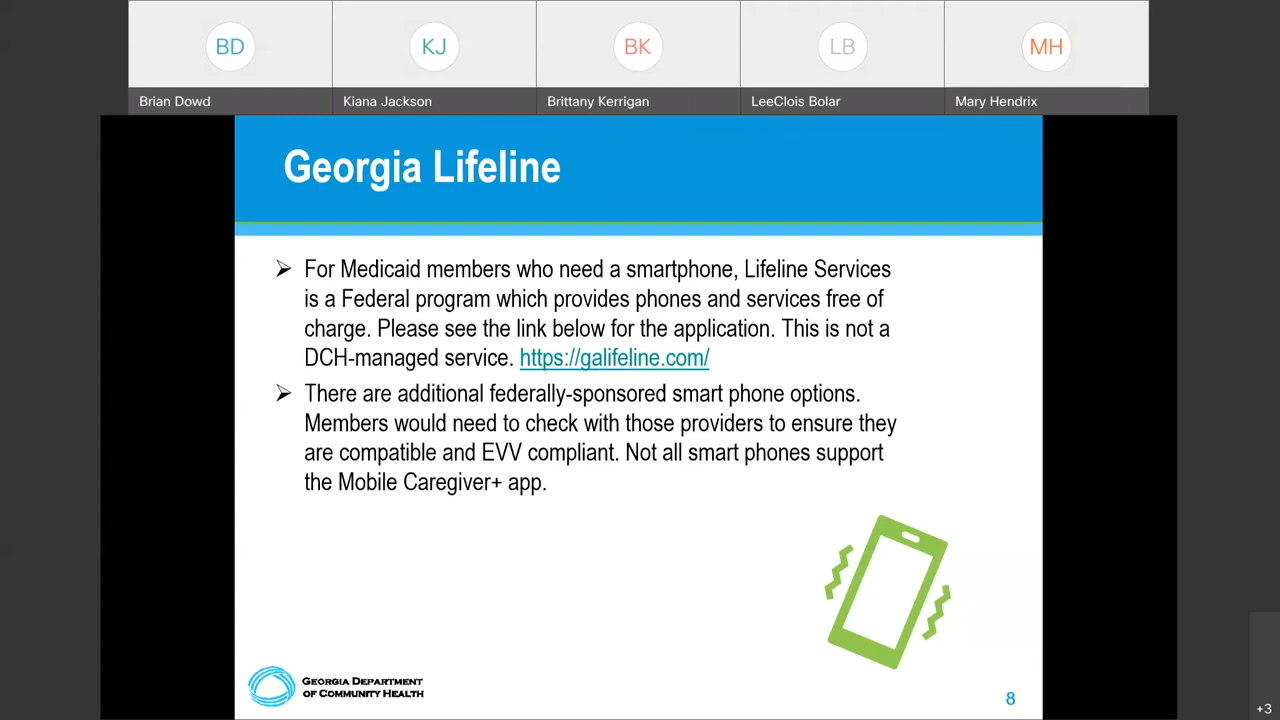 BD
KJ
BK
LB
MH
Brian Dowd
Kiana Jackson
Brittany Kerrigan
LeeClois Bolar
Mary Hendrix
Georgia Lifeline
For Medicaid members who need a smartphone, Lifeline Services
is a Federal program which provides phones and services free of
charge. Please see the link below for the application. This is not a
DCH-managed service. https://galifeline.com/
There are additional federally-sponsored smart phone options.
Members would need to check with those providers to ensure they
are compatible and EVV compliant. Not all smart phones support
the Mobile Caregiver+ app.
GEORGIA DEPARTMENT
OF COMMUNITY HEALTH
8
+3